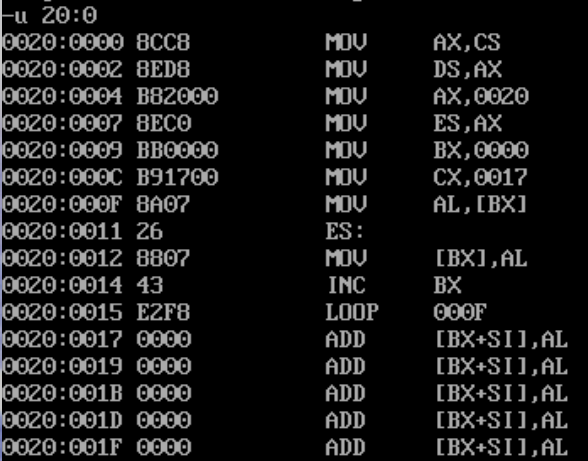 -u 20:0
0020:0000 8CC8 MOV AX,CS
0020:0002 8ED8 MOV DS,AX
0020:0004 B82000 MOV AX,0020
0020:0007 8EC0 MOV ES,AX
0020:0009 BB0000 MOV BX,0000
0020:000C B91700 MOV CX,0017
0020:000F 8A07 MOV AL,[BX]
0020:0011 26 ES:
0020:0012 8807 MOV [BX],AL
0020:0014 43 INC BX
0020:0015 E2F8 LOOP 000F
0020:0017 0000 ADD [BX+SI],AL
0020:0019 0000 ADD [BX+SI],AL
0020:001B 0000 ADD [BX+SI],AL
0020:001D 0000 ADD [BX+SI],AL
0020:001F 0000 ADD [BX+SI],AL